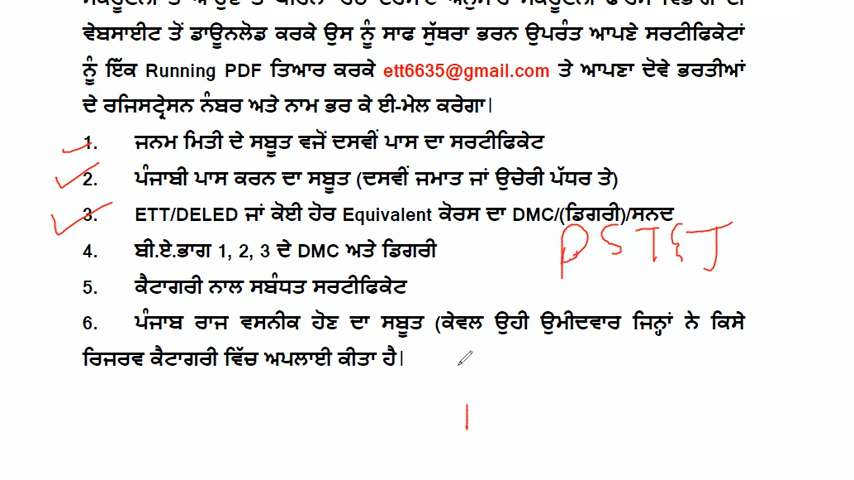 ਵੇਬਸਾਈਟ ਤੋਂ ਡਾਊਨਲੋਡ ਕਰਕੇ ਉਸ ਨੂੰ ਸਾਫ ਸੁੱਥਰਾ ਭਰਨ ਉਪਰੰਤ ਆਪਣੇ ਸਰਟੀਫਿਕੇਟਾਂ
ਨੂੰ ਇੱਕ Running PDF ਤਿਆਰ ਕਰਕੇ ett6635@gmail.com ਤੇ ਆਪਣਾ ਦੋਵੇ ਭਰਤੀਆਂ
ਦੇ ਰਜਿਸਟ੍ਰੇਸਨ ਨੰਬਰ ਅਤੇ ਨਾਮ ਭਰ ਕੇ ਈ-ਮੇਲ ਕਰੇਗਾ।
1. ਜਨਮ ਮਿਤੀ ਦੇ ਸਬੂਤ ਵਜੋਂ ਦਸਵੀਂ ਪਾਸ ਦਾ ਸਰਟੀਫਿਕੇਟ
2. ਪੰਜਾਬੀ ਪਾਸ ਕਰਨ ਦਾ ਸਬੂਤ (ਦਸਵੀਂ ਜਮਾਤ ਜਾਂ ਉਚੇਰੀ ਪੱਧਰ ਤੇ)
3. ETT/DELED ਜਾਂ ਕੋਈ ਹੋਰ Equivalent ਕੋਰਸ ਦਾ DMC/(ਡਿਗਰੀ)/ਸਨਦ
PSTET
4. ਬੀ.ਏ.ਭਾਗ 1, 2, 3 ਦੇ DMC ਅਤੇ ਡਿਗਰੀ
5. ਕੈਟਾਗਰੀ ਨਾਲ ਸਬੰਧਤ ਸਰਟੀਫਿਕੇਟ
6. ਪੰਜਾਬ ਰਾਜ ਵਸਨੀਕ ਹੋਣ ਦਾ ਸਬੂਤ (ਕੇਵਲ ਉਹੀ ਉਮੀਦਵਾਰ ਜਿਨ੍ਹਾਂ ਨੇ ਕਿਸੇ
ਰਿਜਰਵ ਕੈਟਾਗਰੀ ਵਿੱਚ ਅਪਲਾਈ ਕੀਤਾ ਹੈ।